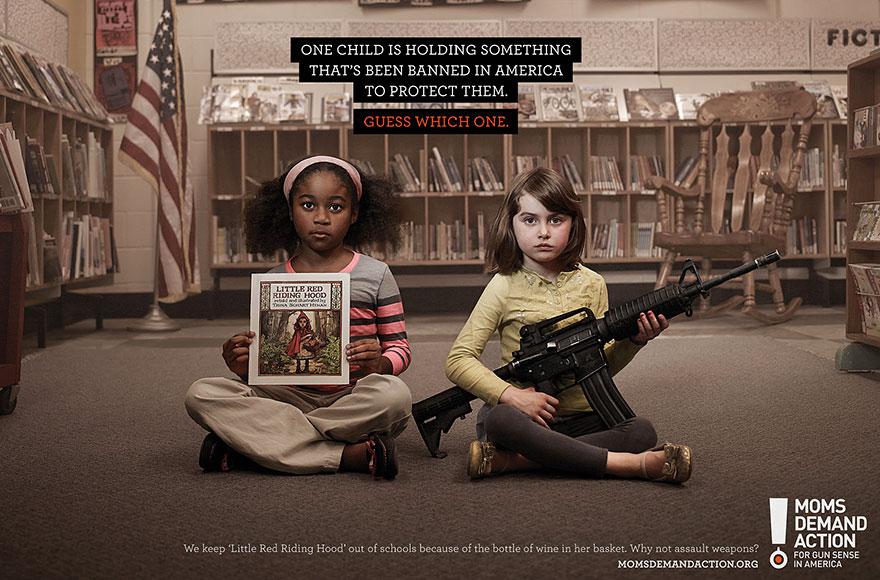 ONE CHILD IS HOLDING SOMETHING
THAT'S BEEN BANNED IN AMERICA
TO PROTECT THEM.
GUESS WHICH ONE.
FICT
LITTLE RED
RIDING HOOD
retold and illustrated by
TRINA SCHART HYMAN
We keep 'Little Red Riding Hood' out of schools because of the bottle of wine in her basket. Why not assault weapons?
MOMSDEMANDACTION.ORG
MOMS
DEMAND
ACTION
FOR GUN SENSE
IN AMERICA